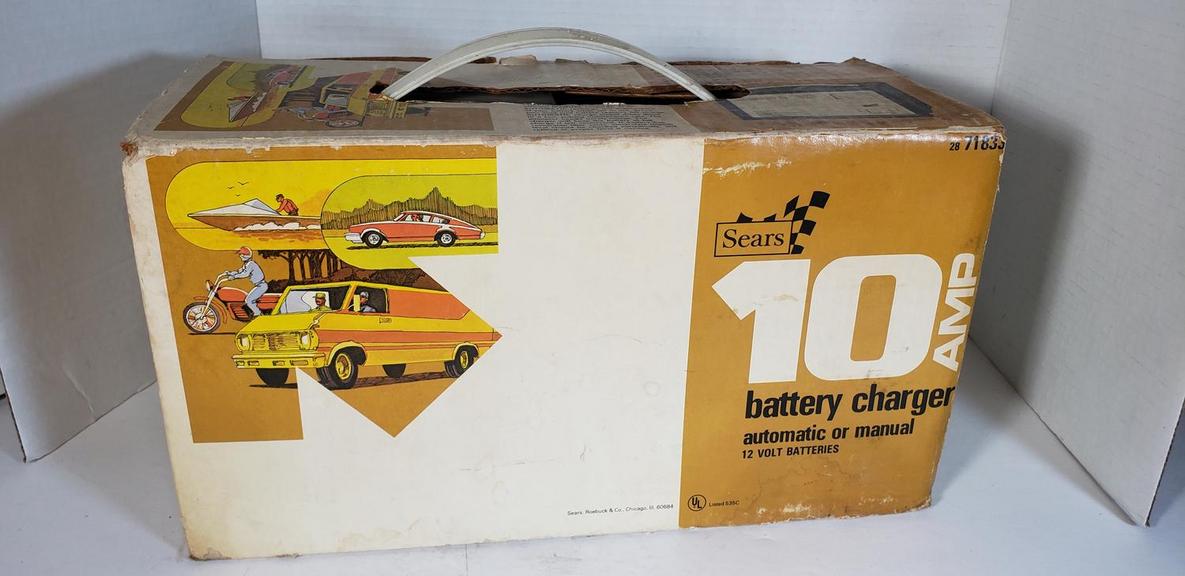 28 71833
Sears
10
AMP
battery charger
automatic or manual
12 VOLT BATTERIES
UL Listed 535C
Sears, Roebuck & Co., Chicago, Ill. 60684